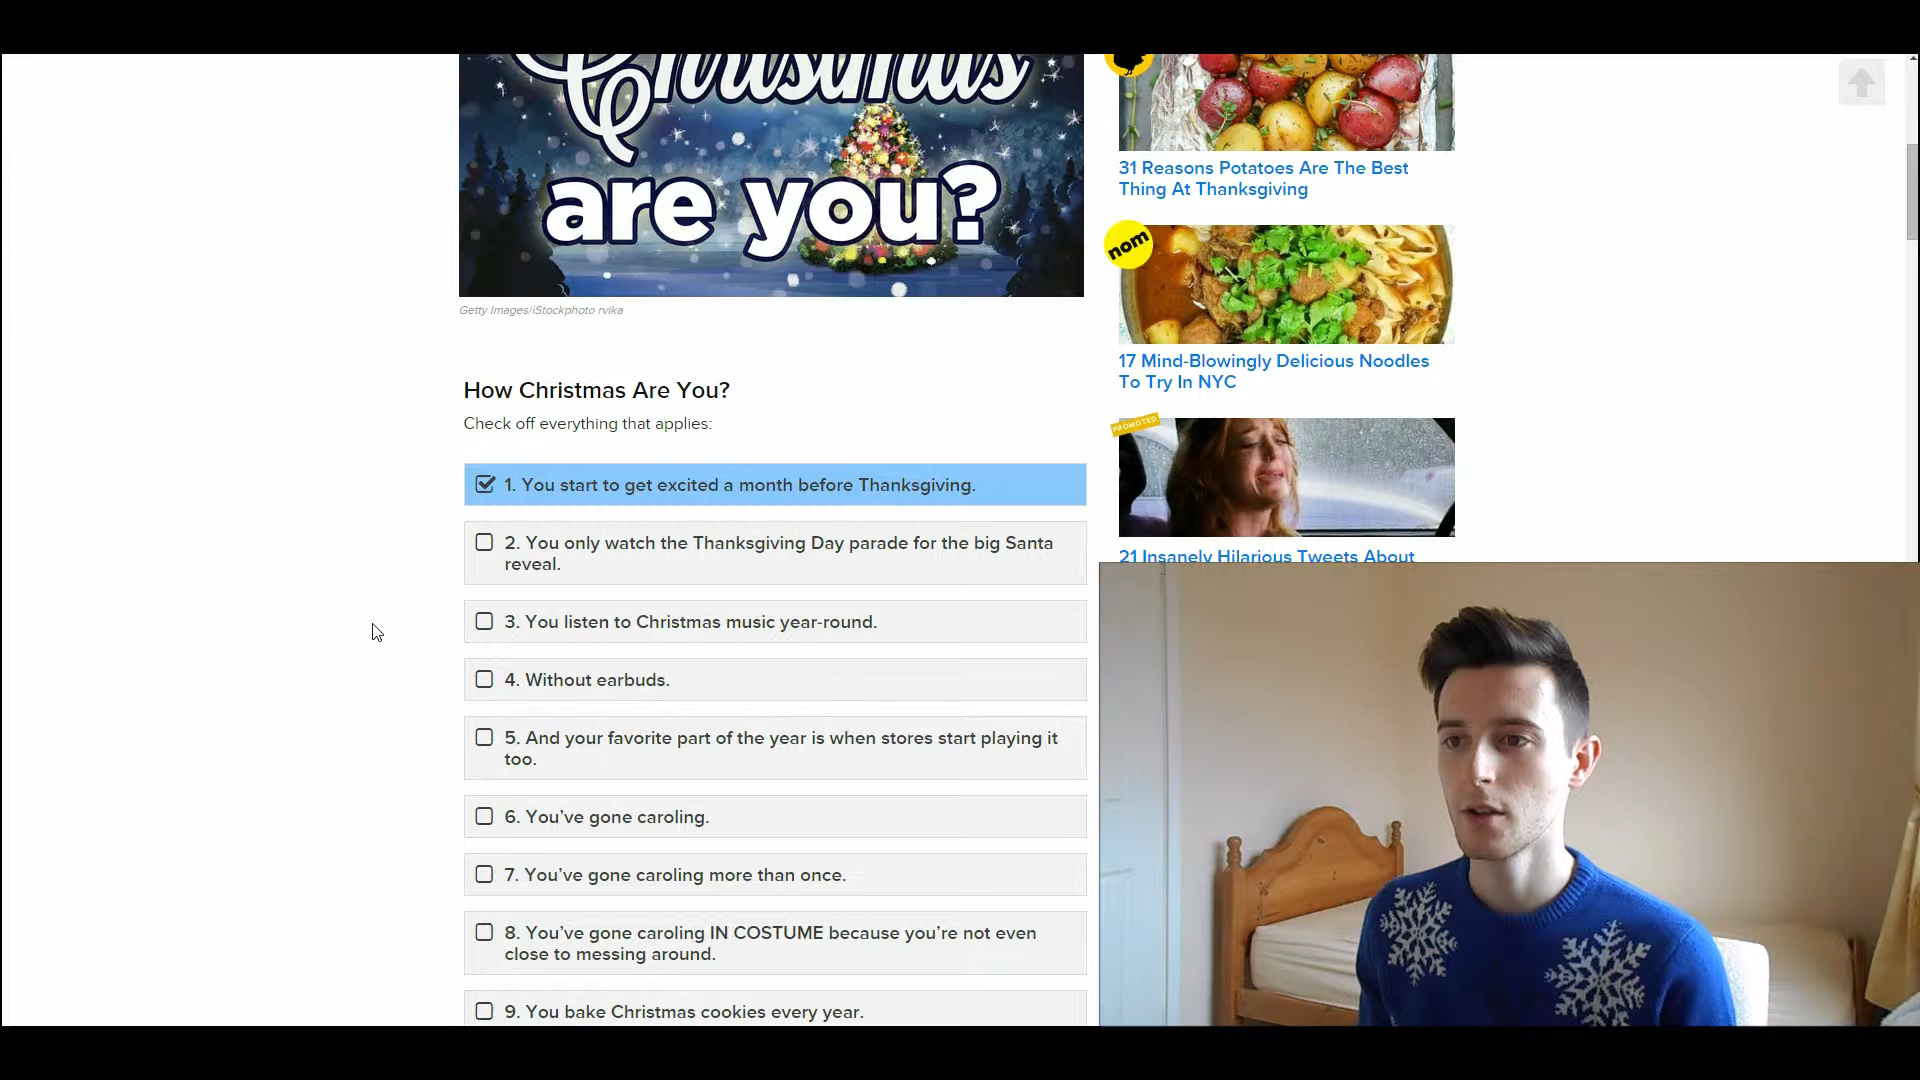 Christmas
are you?
Getty Images/iStockphoto rvika
How Christmas Are You?
Check off everything that applies:
1. You start to get excited a month before Thanksgiving.
2. You only watch the Thanksgiving Day parade for the big Santa
reveal.
3. You listen to Christmas music year-round.
4. Without earbuds.
5. And your favorite part of the year is when stores start playing it
too.
6. You’ve gone caroling.
7. You’ve gone caroling more than once.
8. You’ve gone caroling IN COSTUME because you’re not even
close to messing around.
9. You bake Christmas cookies every year.
31 Reasons Potatoes Are The Best
Thing At Thanksgiving
nom
17 Mind-Blowingly Delicious Noodles
To Try In NYC
PROMOTED
21 Insanely Hilarious Tweets About